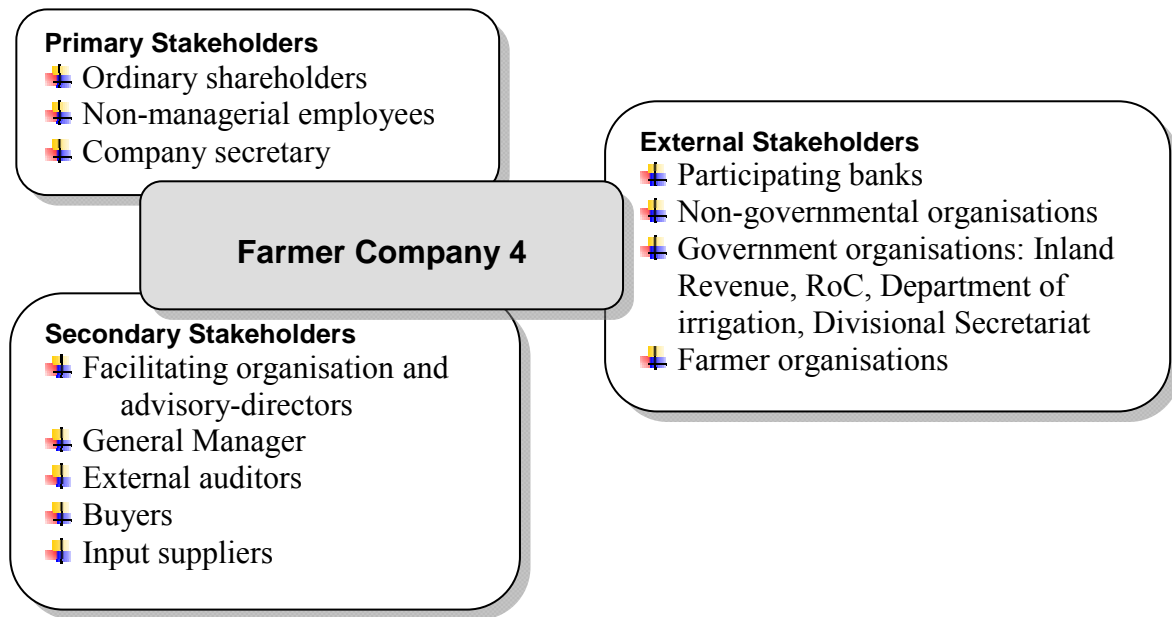 Primary Stakeholders
Ordinary shareholders
Non-managerial employees
Company secretary
Farmer Company 4
Secondary Stakeholders
Facilitating organisation and
advisory-directors
General Manager
External auditors
Buyers
Input suppliers
External Stakeholders
Participating banks
Non-governmental organisations
Government organisations: Inland
Revenue, RoC, Department of
irrigation, Divisional Secretariat
Farmer organisations